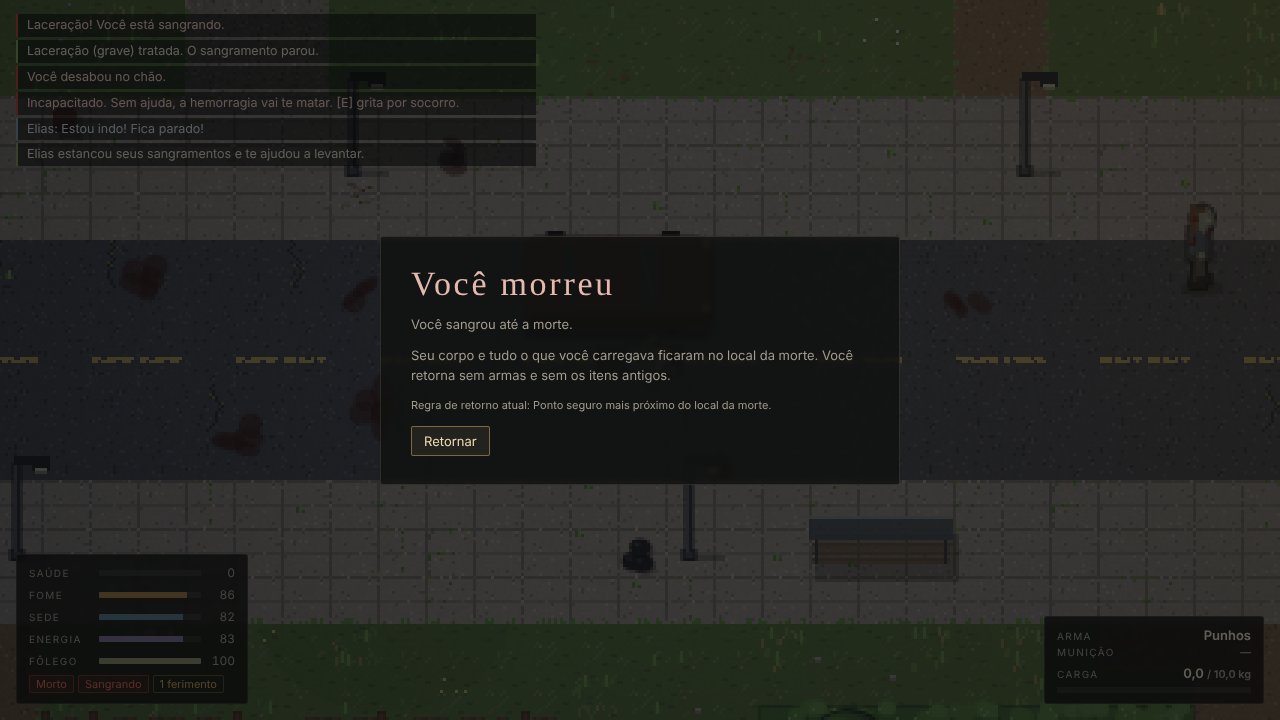 Laceração! Você está sangrando.
Laceração (grave) tratada. O sangramento parou.
Você desabou no chão.
Incapacitado. Sem ajuda, a hemorragia vai te matar. [E] grita por socorro.
Elias: Estou indo! Fica parado!
Elias estancou seus sangramentos e te ajudou a levantar.
Você morreu
Você sangrou até a morte.
Seu corpo e tudo o que você carregava ficaram no local da morte. Você
retorna sem armas e sem os itens antigos.
Regra de retorno atual: Ponto seguro mais próximo do local da morte.
Retornar
SAÚDE 0
FOME 86
SEDE 82
ENERGIA 83
FÔLEGO 100
Morto Sangrando 1 ferimento
ARMA Punhos
MUNIÇÃO —
CARGA 0,0 / 10,0 kg